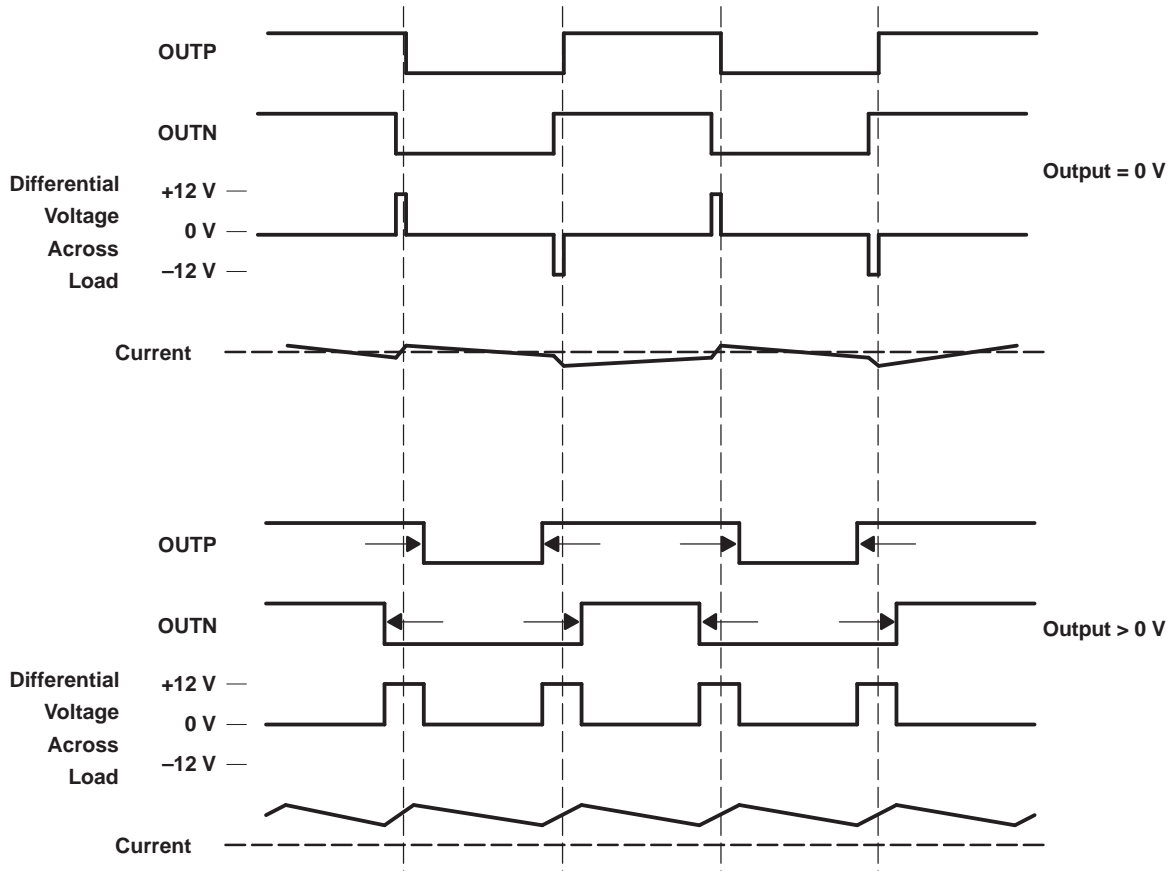 OUTP
OUTN
Output = 0 V
Differential
Voltage
Across
Load
+12 V
0 V
–12 V
Current
OUTP
OUTN
Output > 0 V
Differential
Voltage
Across
Load
+12 V
0 V
–12 V
Current